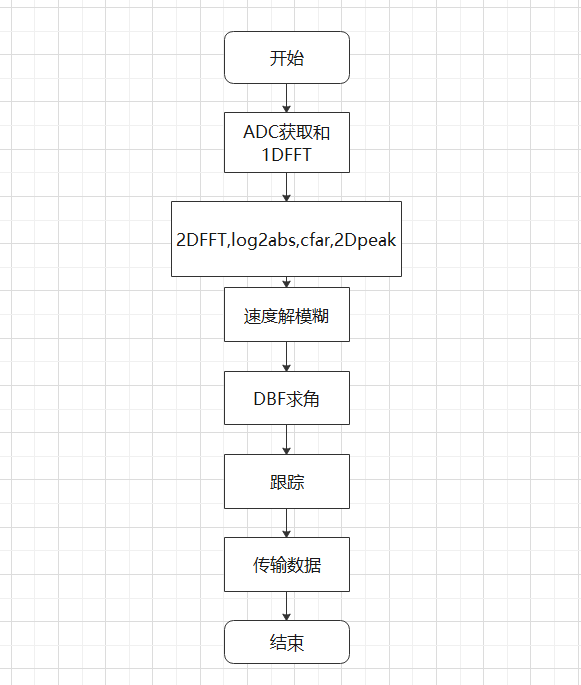 开始
ADC获取和
1DFFT
2DFFT,log2abs,cfar,2Dpeak
速度解模糊
DBF求角
跟踪
传输数据
结束